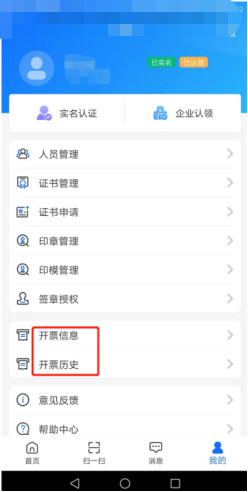 已实名 已认领
实名认证 企业认领
人员管理
证书管理
证书申请
印章管理
印模管理
签章授权
开票信息
开票历史
意见反馈
帮助中心
首页 扫一扫 消息 我的